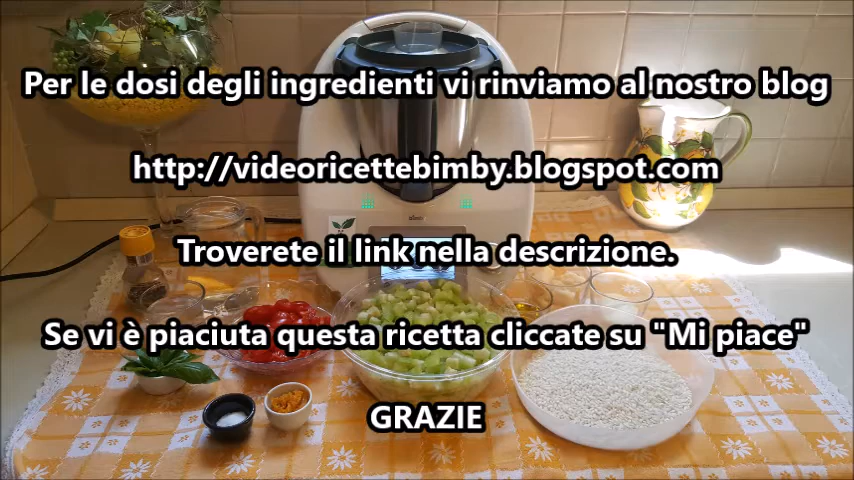 Per le dosi degli ingredienti vi rinviamo al nostro blog
http://videoricettebimby.blogspot.com
Troverete il link nella descrizione.
Se vi è piaciuta questa ricetta cliccate su "Mi piace"
GRAZIE